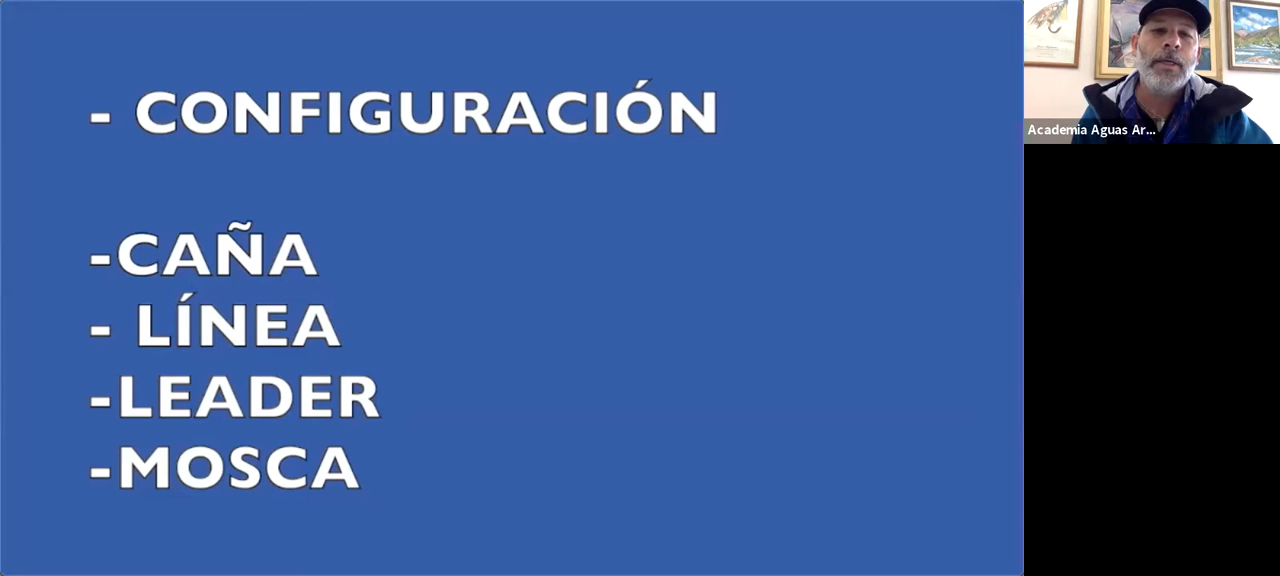 - CONFIGURACIÓN
-CAÑA
- LÍNEA
-LEADER
-MOSCA
Academia Aguas Ar...